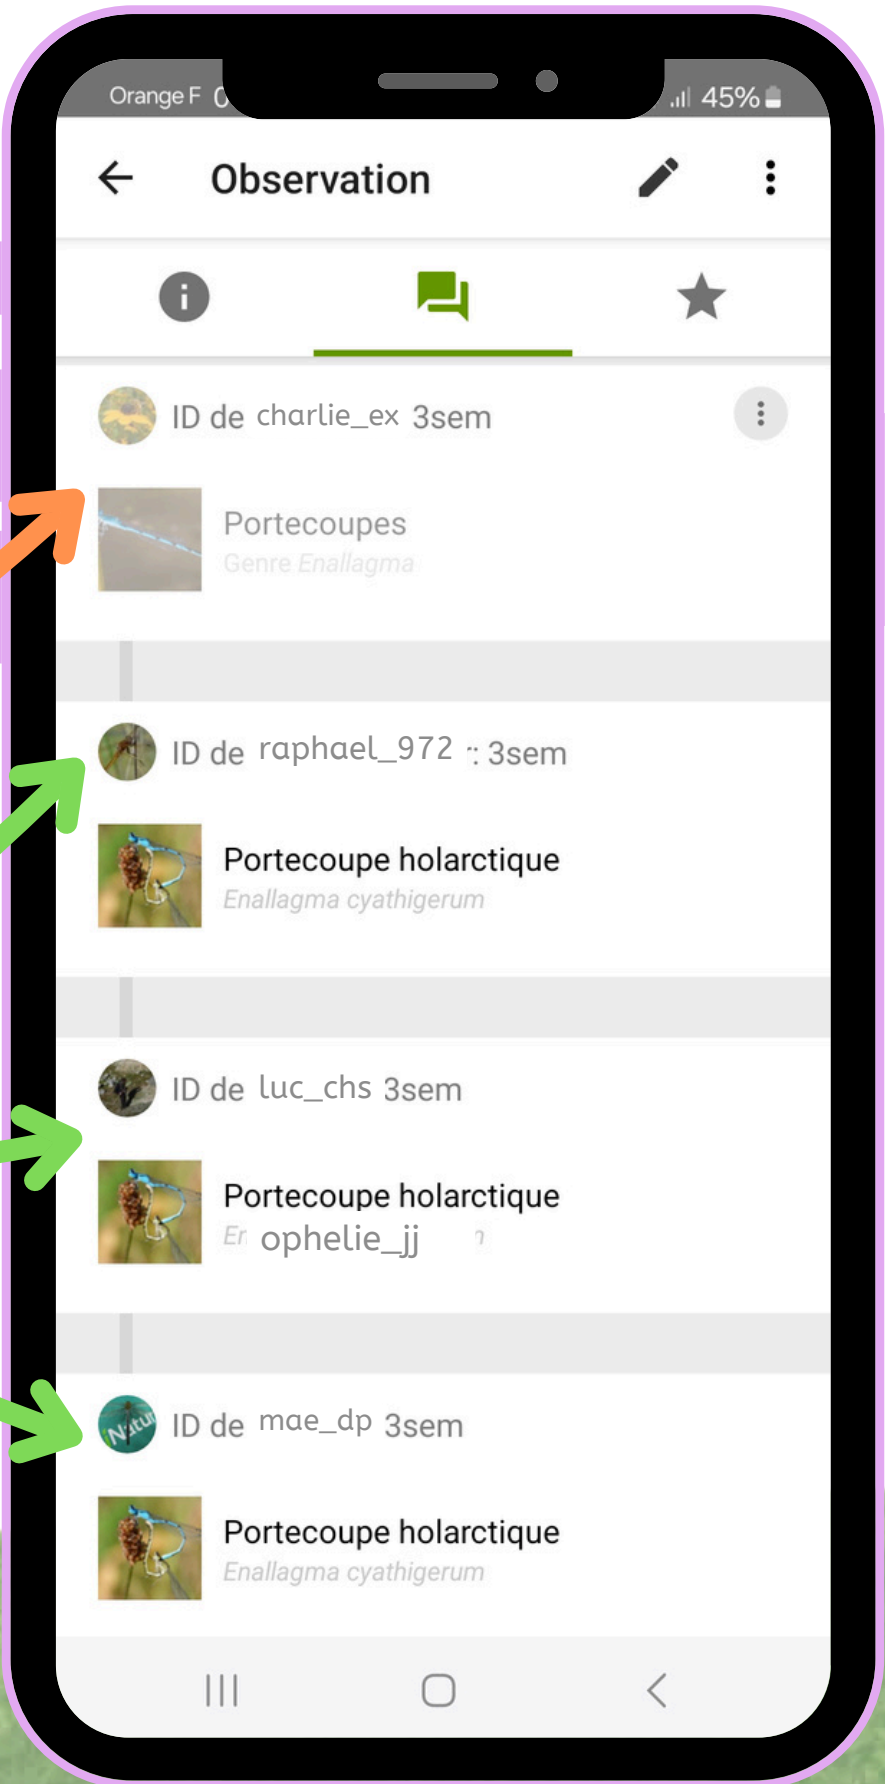 Orange F
45%
Observation
ID de charlie_ex 3sem
Portecoupes
Genre Enallagma
ID de raphael_972 3sem
Portecoupe holarctique
Enallagma cyathigerum
ID de luc_chs 3sem
Portecoupe holarctique
ophelie_jj
ID de mae_dp 3sem
Portecoupe holarctique
Enallagma cyathigerum